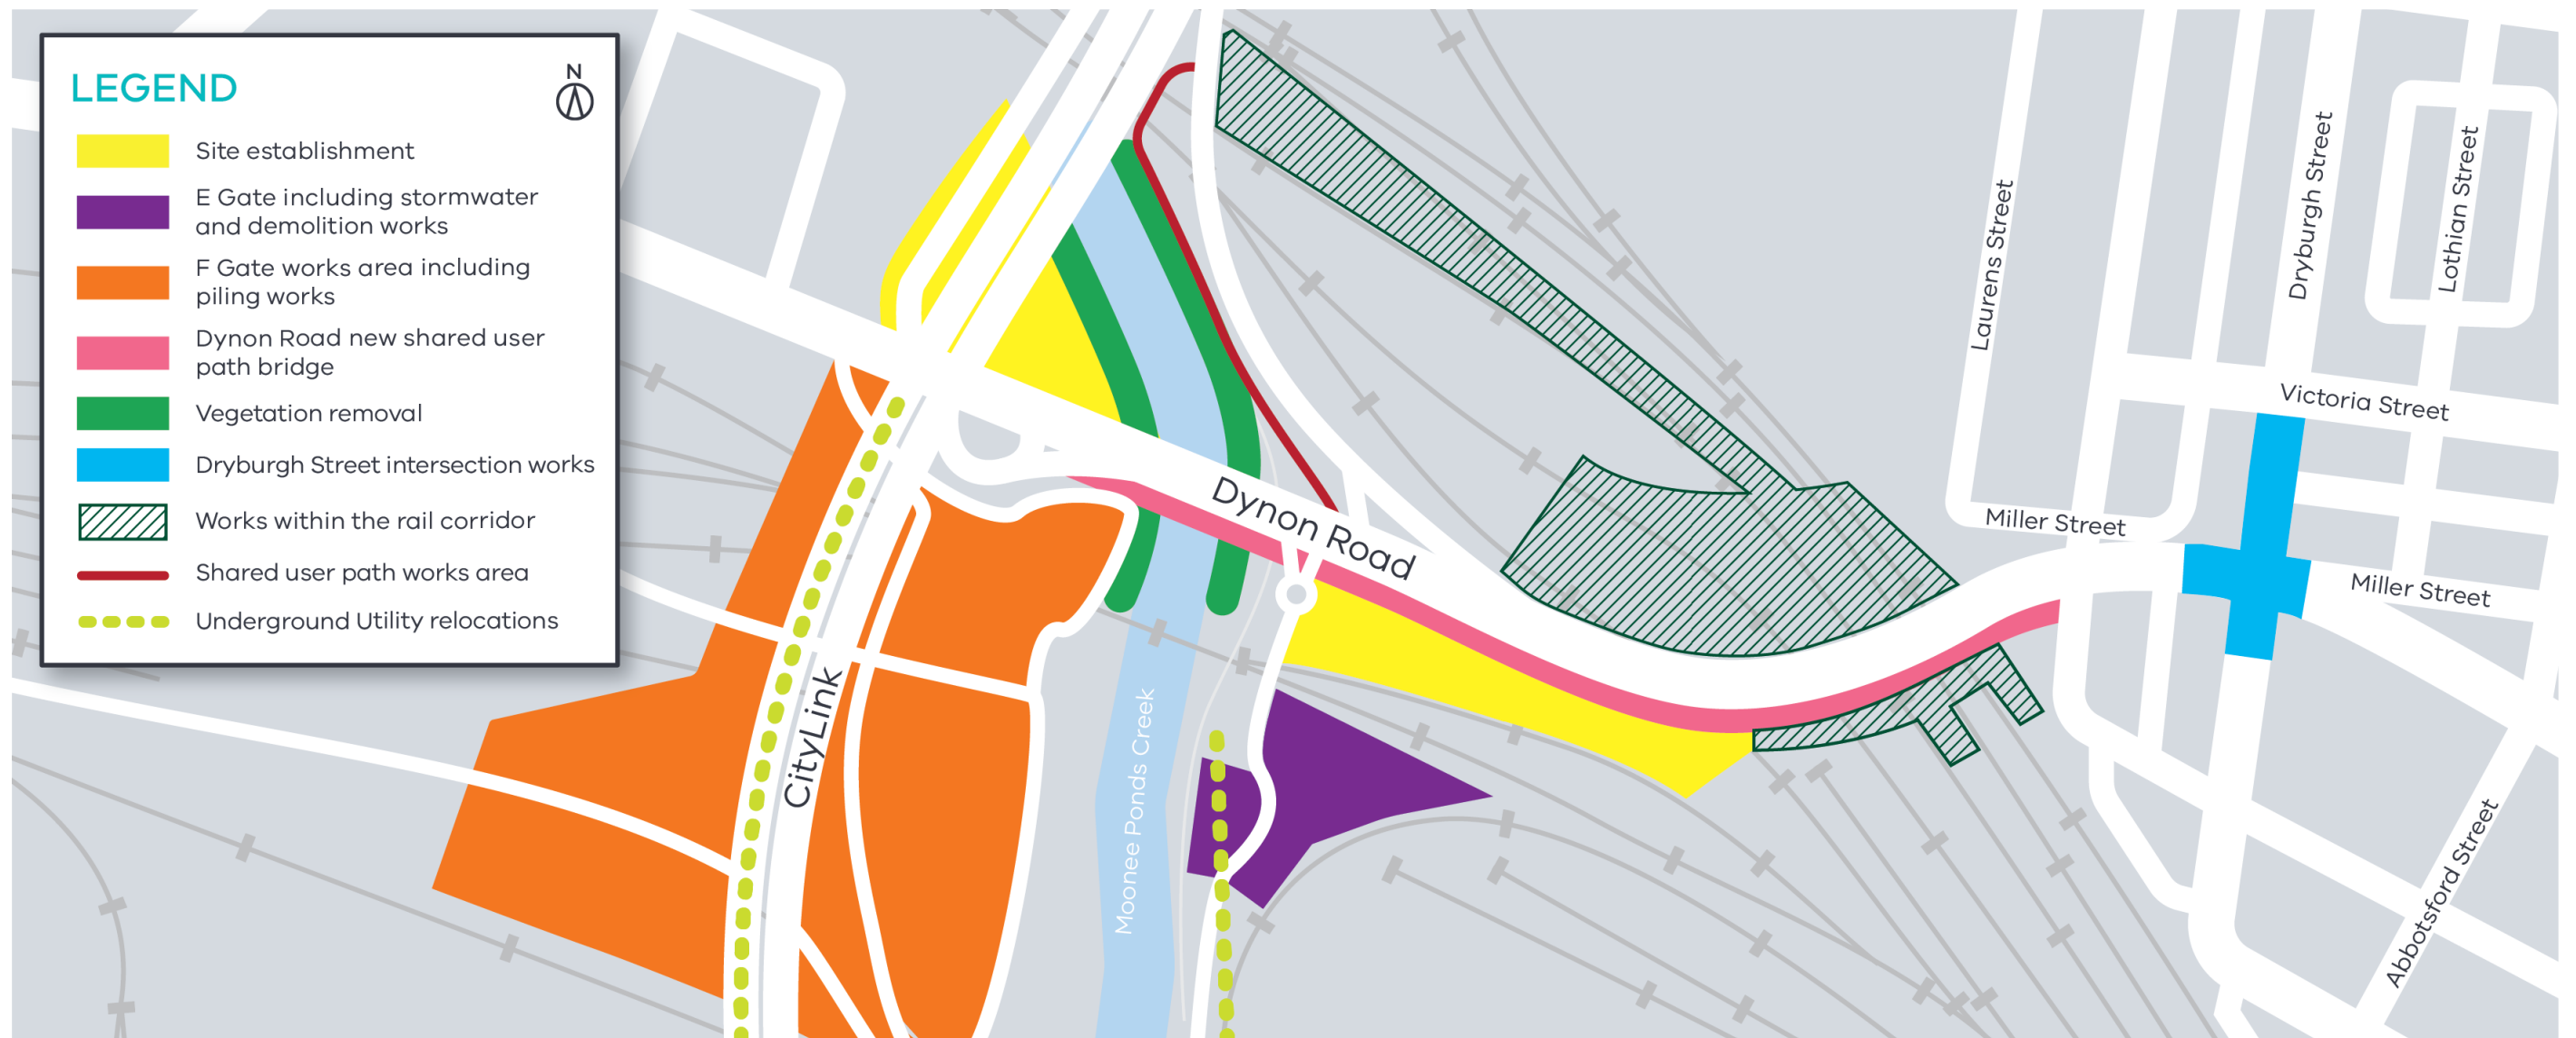 LEGEND
N
Site establishment
E Gate including stormwater
and demolition works
F Gate works area including
piling works
Dynon Road new shared user
path bridge
Vegetation removal
Dryburgh Street intersection works
Works within the rail corridor
Shared user path works area
Underground Utility relocations
Dynon Road
CityLink
Moonee Ponds Creek
Laurens Street
Dryburgh Street
Lothian Street
Victoria Street
Miller Street
Miller Street
Abbotsford Street